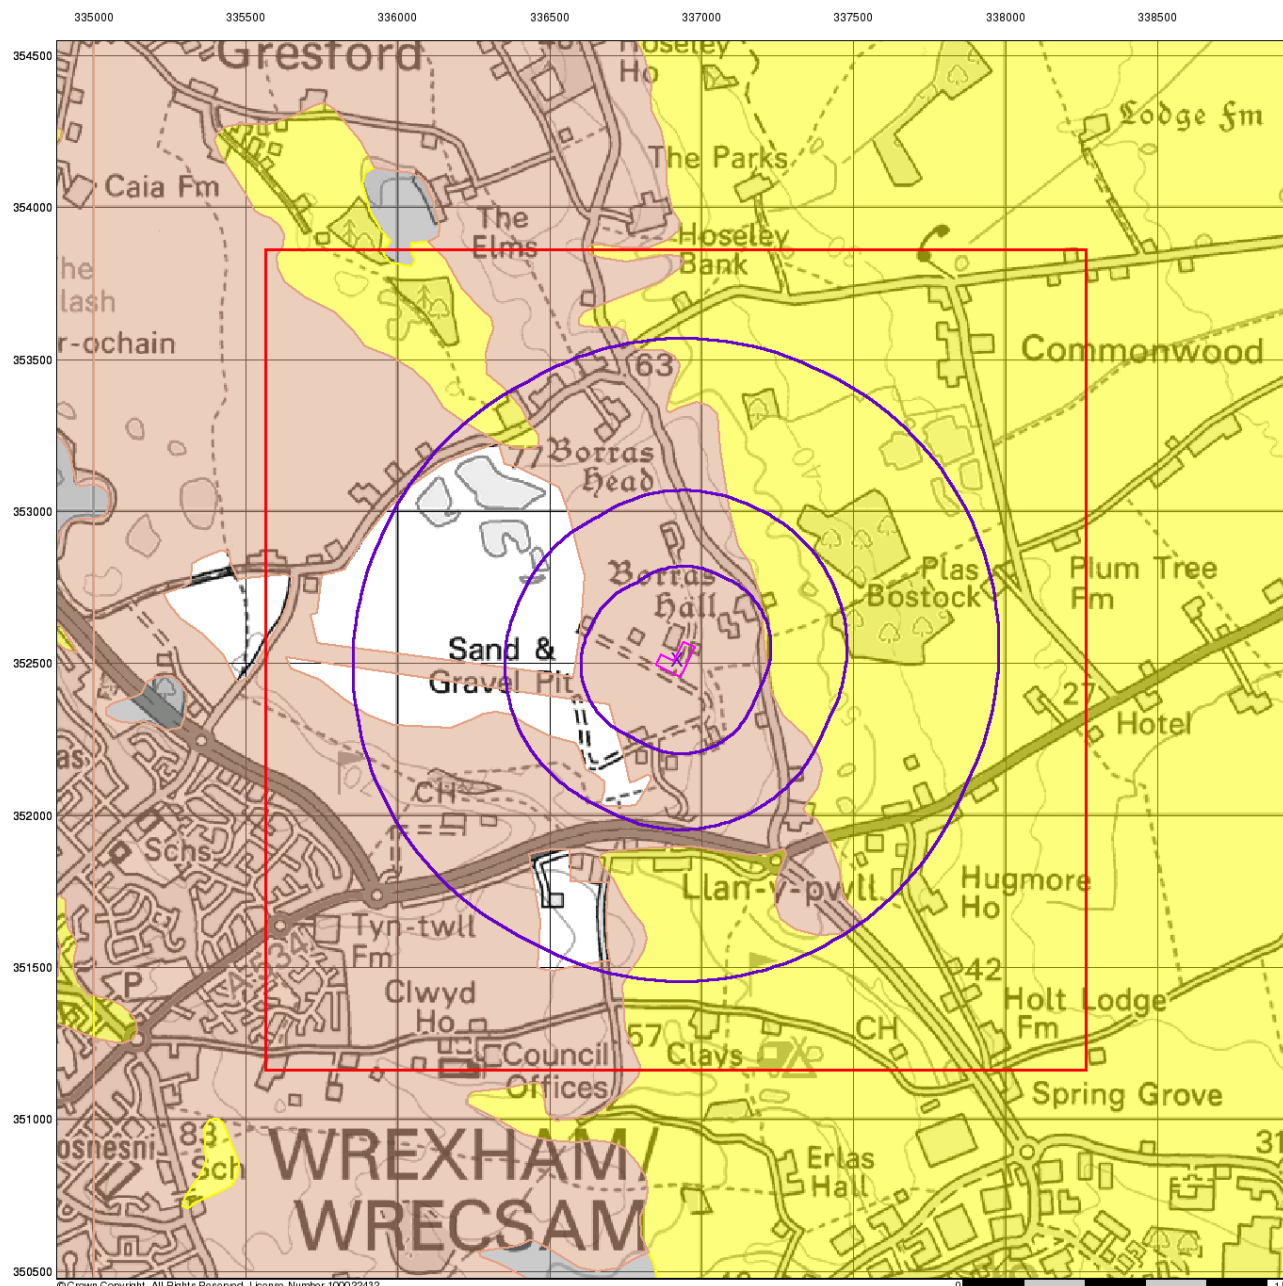 335000 335500 336000 336500 337000 337500 338000 338500
354500
Gresford
Hoseley
Ho
Lodge Fm
The Parks
Caia Fm
354000
The
Elms
Hoseley
Bank
he
lash
r-ochain
353500
63
Commonwood
77
Borras
Head
353000
Borras
Hall
Plas
Bostock
Plum Tree
Fm
352500
Sand &
Gravel Pit
27
Hotel
as
CH
352000
Schs
Llan-y-pwll
Hugmore
Ho
Tyn-twll
Fm
A534
351500
P
42
Clwyd
Ho
Holt Lodge
Fm
57
Clays
CH
Council
Offices
Spring Grove
351000
83
Sch
osnesni
WREXHAM/
WRECSAM
Erlas
Hall
31
350500
© Crown Copyright. All Rights Reserved. License Number 100022432
0